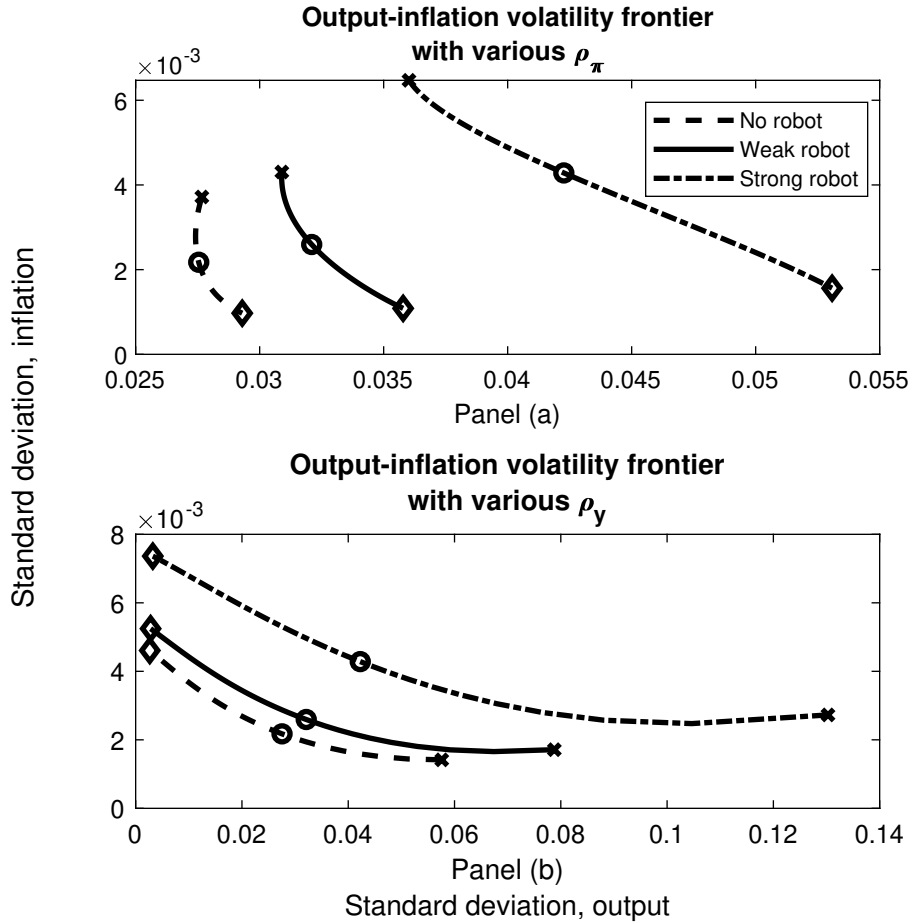 Output-inflation volatility frontier
with various ρπ
×10-3
6
4
2
0
0.025
0.03
0.035
0.04
0.045
0.05
0.055
No robot
Weak robot
Strong robot
Panel (a)
Standard deviation, inflation
Output-inflation volatility frontier
with various ρy
×10-3
8
6
4
2
0
0
0.02
0.04
0.06
0.08
0.1
0.12
0.14
Panel (b)
Standard deviation, output